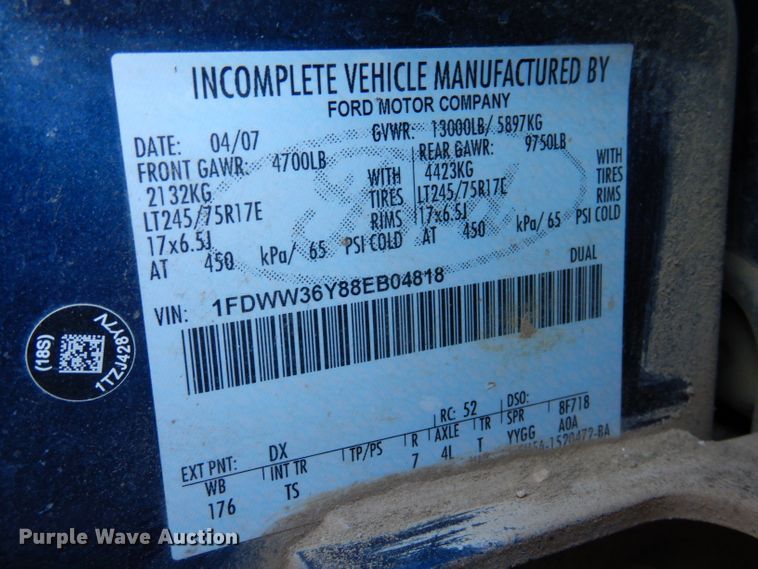 INCOMPLETE VEHICLE MANUFACTURED BY
FORD MOTOR COMPANY
DATE: 04/07 GVWR: 13000LB/ 5897KG
FRONT GAWR: 4700LB REAR GAWR: 9750LB
2132KG WITH 4423KG WITH
LT245/75R17E TIRES LT245/75R17E TIRES
17x6.5J RIMS 17x6.5J RIMS
AT 450 kPa/ 65 PSI COLD AT 450 kPa/ 65 PSI COLD
VIN: 1FDWW36Y88EB04818 DUAL
(18S)
1TZJ428Y7V
EXT PNT: DX RC: 52 DSO: 8F718
WB INT TR TP/PS R AXLE TR SPR
176 TS 7 4L T YYGG A0A
-1520472-BA
Purple Wave Auction